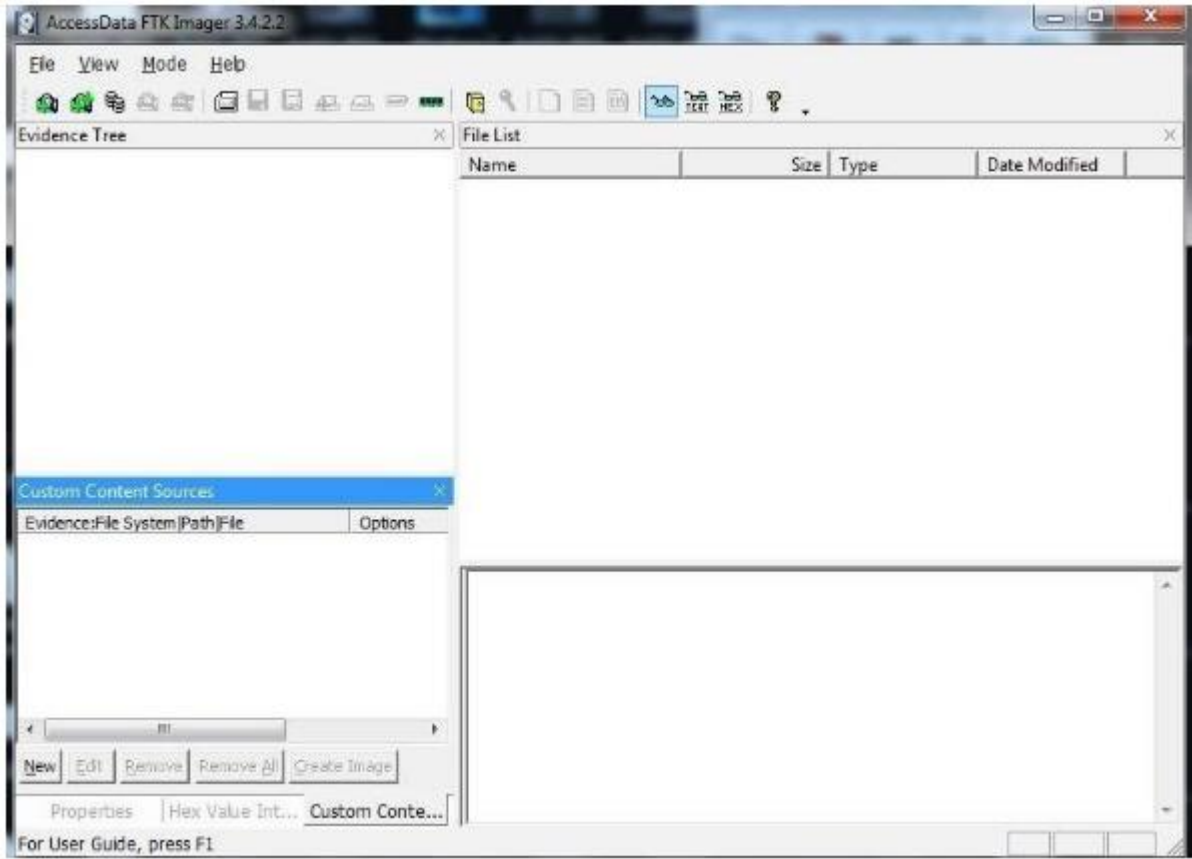 AccessData FTK Imager 3.4.2.2
File View Mode Help
TEXT HEX
Evidence Tree
File List
Name Size Type Date Modified
Custom Content Sources
Evidence:File System|Path|File Options
New Edit Remove Remove All Create Image
Properties Hex Value Int... Custom Conte...
For User Guide, press F1